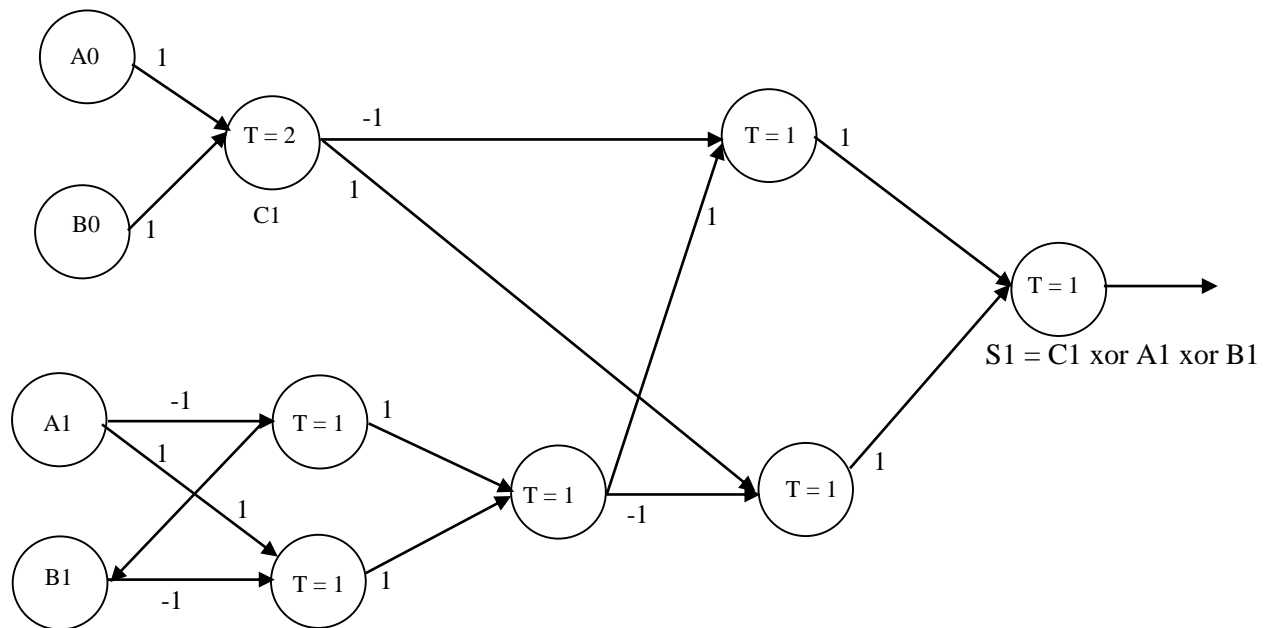 A0
1
B0
1
T = 2
C1
-1
1
T = 1
1
1
T = 1
S1 = C1 xor A1 xor B1
A1
-1
1
T = 1
1
1
B1
-1
T = 1
1
T = 1
-1
T = 1
1